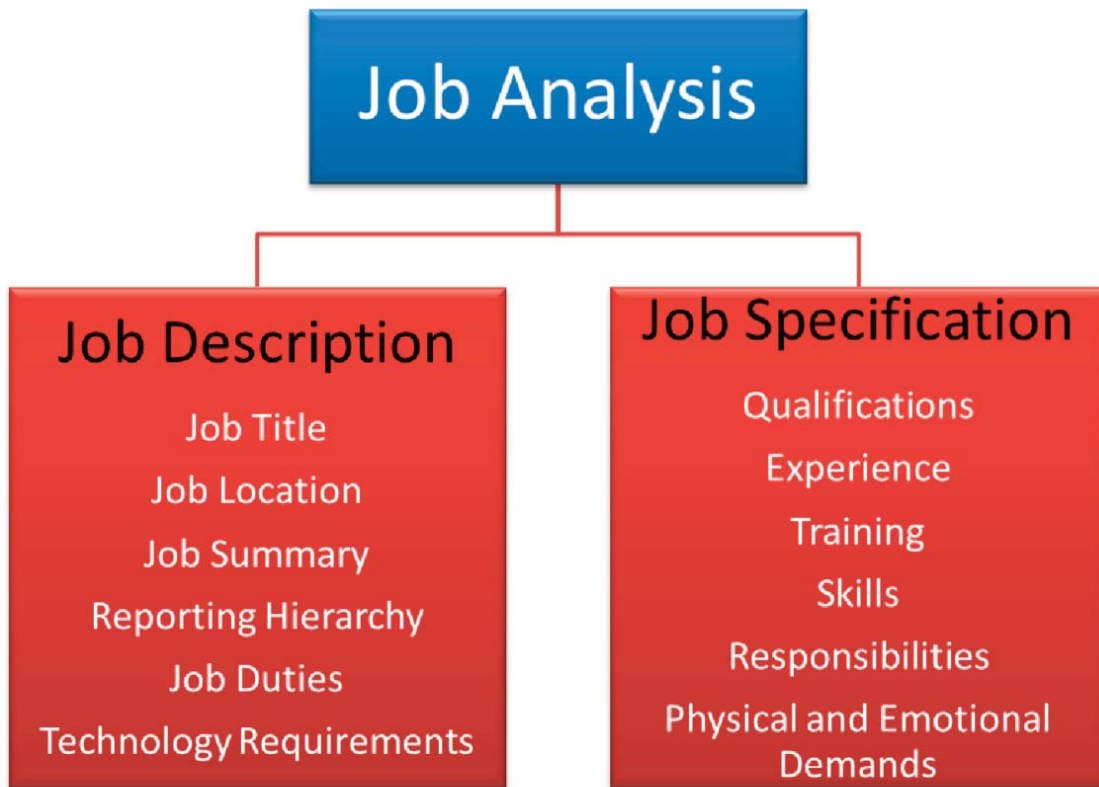 Job Analysis
Job Description
Job Title
Job Location
Job Summary
Reporting Hierarchy
Job Duties
Technology Requirements
Job Specification
Qualifications
Experience
Training
Skills
Responsibilities
Physical and Emotional
Demands